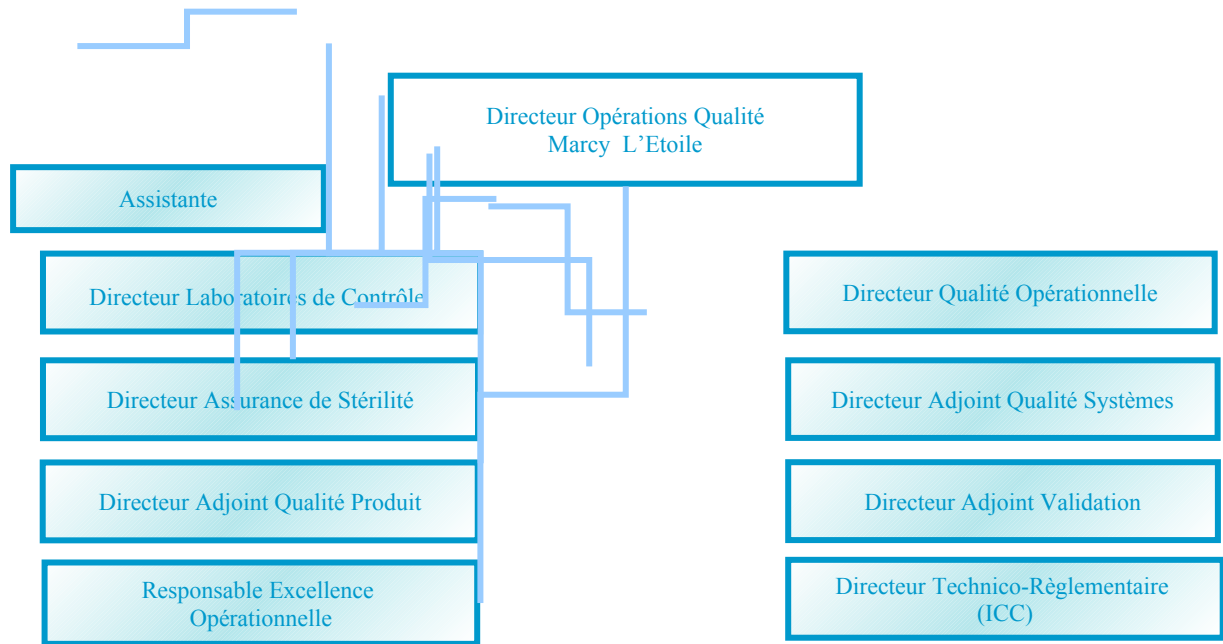 Directeur Opérations Qualité
Marcy L'Etoile
Assistante
Directeur Laboratoires de Contrôle
Directeur Qualité Opérationnelle
Directeur Assurance de Stérilité
Directeur Adjoint Qualité Systèmes
Directeur Adjoint Qualité Produit
Directeur Adjoint Validation
Responsable Excellence
Opérationnelle
Directeur Technico-Règlementaire
(ICC)